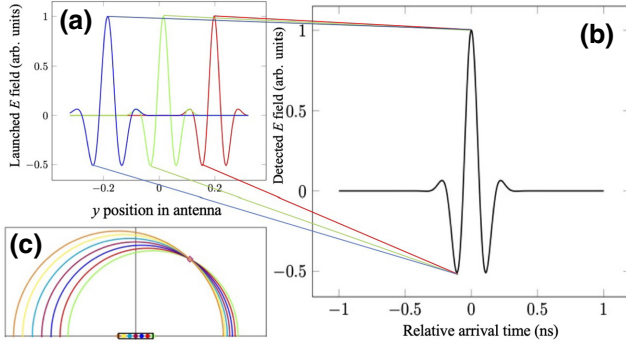 (a)
Launched E field (arb. units)
1
0.5
0
−0.5
−0.2
0
0.2
y position in antenna
(b)
Detected E field (arb. units)
1
0.5
0
−0.5
−1
−0.5
0
0.5
1
Relative arrival time (ns)
(c)